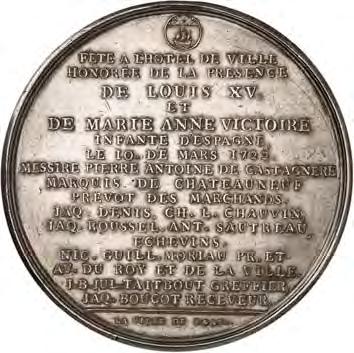 FÊTE A L'HÔTEL DE VILLE
HONORÉE DE LA PRESENCE
DE LOUIS XV.
ET
DE MARIE ANNE VICTOIRE
INFANTE D'ESPAGNE
LE 10. DE MARS 1722.
MESSIRE PIERRE ANTOINE DE CASTAGNERE
MARQUIS. DE CHATEAUNEUF
PREVOT DES MARCHANDS.
JAQ. DENIS. CH. L. CHAUVIN.
JAQ. ROUSSEL. ANT. SAUTREAU
ECHEVINS.
NIC. GUILL. MORIAU PR. ET
AV. DU ROY ET DE LA VILLE.
J-B. JUL. TAITBOUT GREFFIER
JAQ. BOUCOT RECEVEUR.
LA VILLE DE